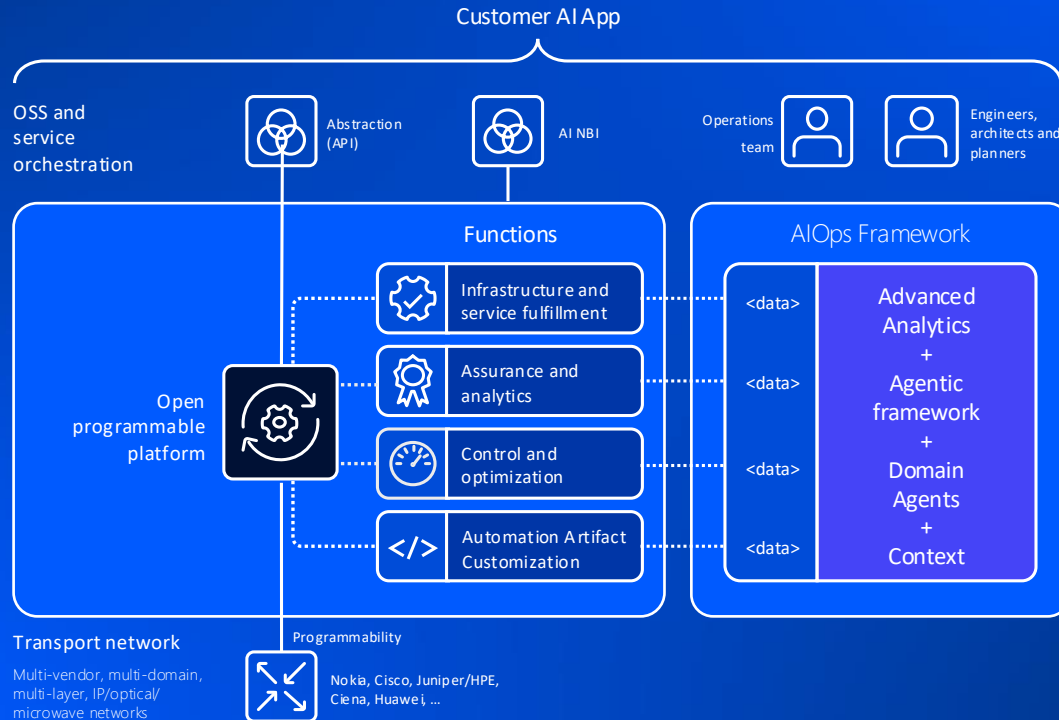 Customer AI App
OSS and
service
orchestration
Abstraction
(API)
AI NBI
Operations
team
Engineers,
architects and
planners
Functions
AIOps Framework
Infrastructure and
service fulfillment
<data>
Assurance and
analytics
<data>
Control and
optimization
<data>
</>
Automation Artifact
Customization
<data>
Advanced
Analytics
+
Agentic
framework
+
Domain
Agents
+
Context
Open
programmable
platform
Transport network
Multi-vendor, multi-domain,
multi-layer, IP/optical/
microwave networks
Programmability
Nokia, Cisco, Juniper/HPE,
Ciena, Huawei, ...